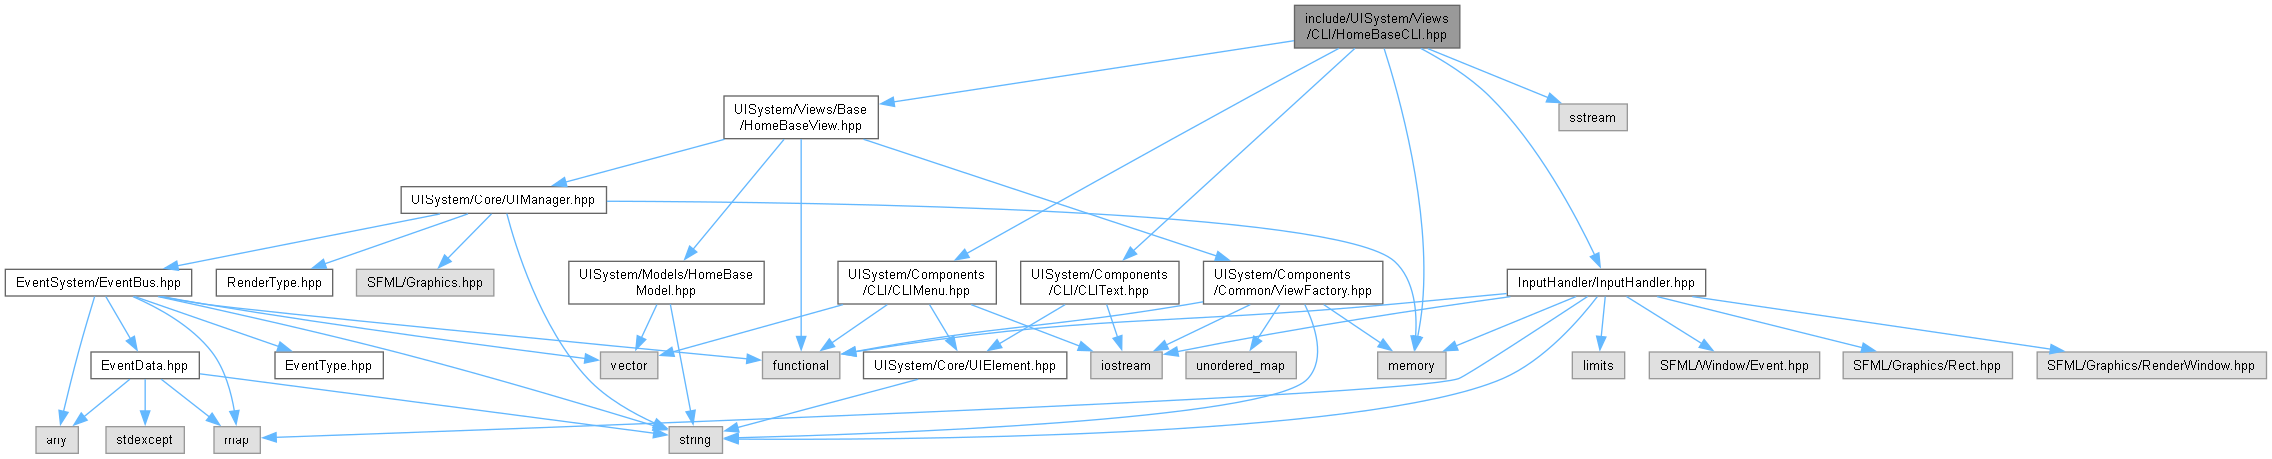 include/UISystem/Views
/CLI/HomeBaseCLI.hpp
UISystem/Views/Base
/HomeBaseView.hpp
sstream
UISystem/Core/UIManager.hpp
EventSystem/EventBus.hpp
RenderType.hpp
SFML/Graphics.hpp
UISystem/Models/HomeBase
Model.hpp
UISystem/Components
/CLI/CLIMenu.hpp
UISystem/Components
/CLI/CLIText.hpp
UISystem/Components
/Common/ViewFactory.hpp
InputHandler/InputHandler.hpp
EventData.hpp
EventType.hpp
vector
functional
UISystem/Core/UIElement.hpp
iostream
unordered_map
memory
limits
SFML/Window/Event.hpp
SFML/Graphics/Rect.hpp
SFML/Graphics/RenderWindow.hpp
any
stdexcept
map
string